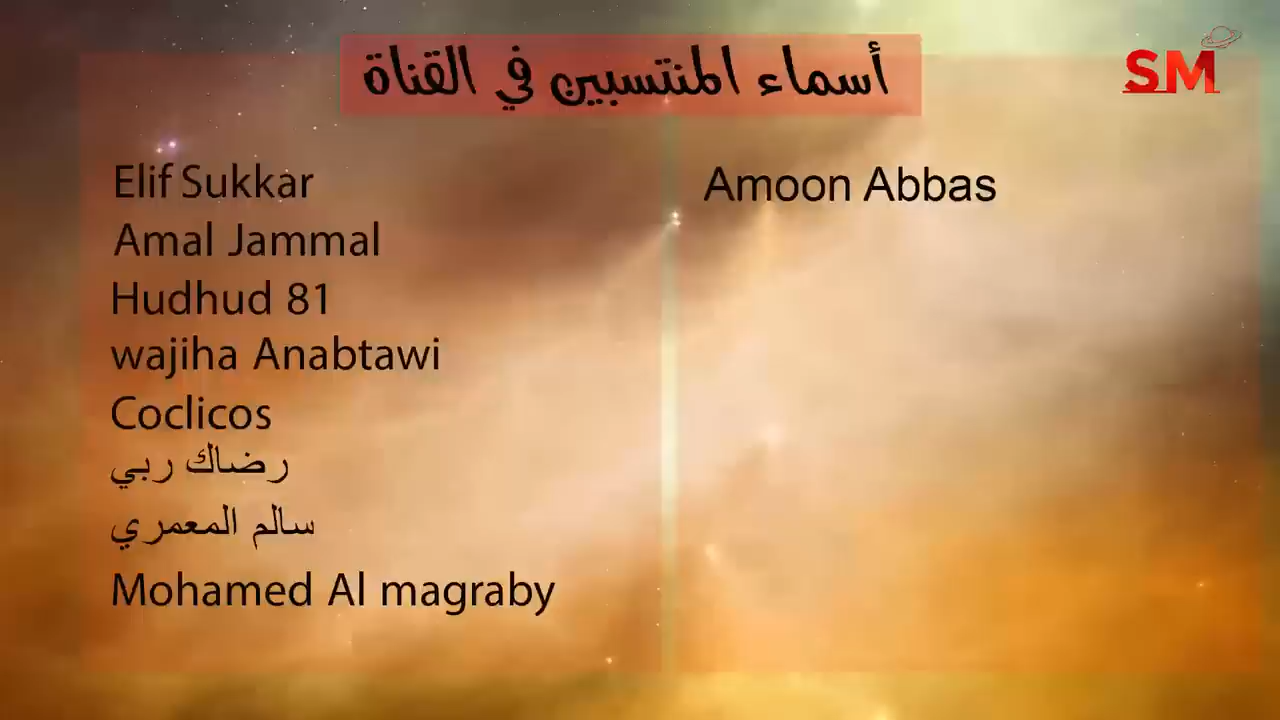 أسماء المنتسبين في القناة
SM
Elif Sukkar
Amal Jammal
Hudhud 81
wajiha Anabtawi
Coclicos
رضاك ربي
سالم المعمري
Mohamed Al magraby
Amoon Abbas